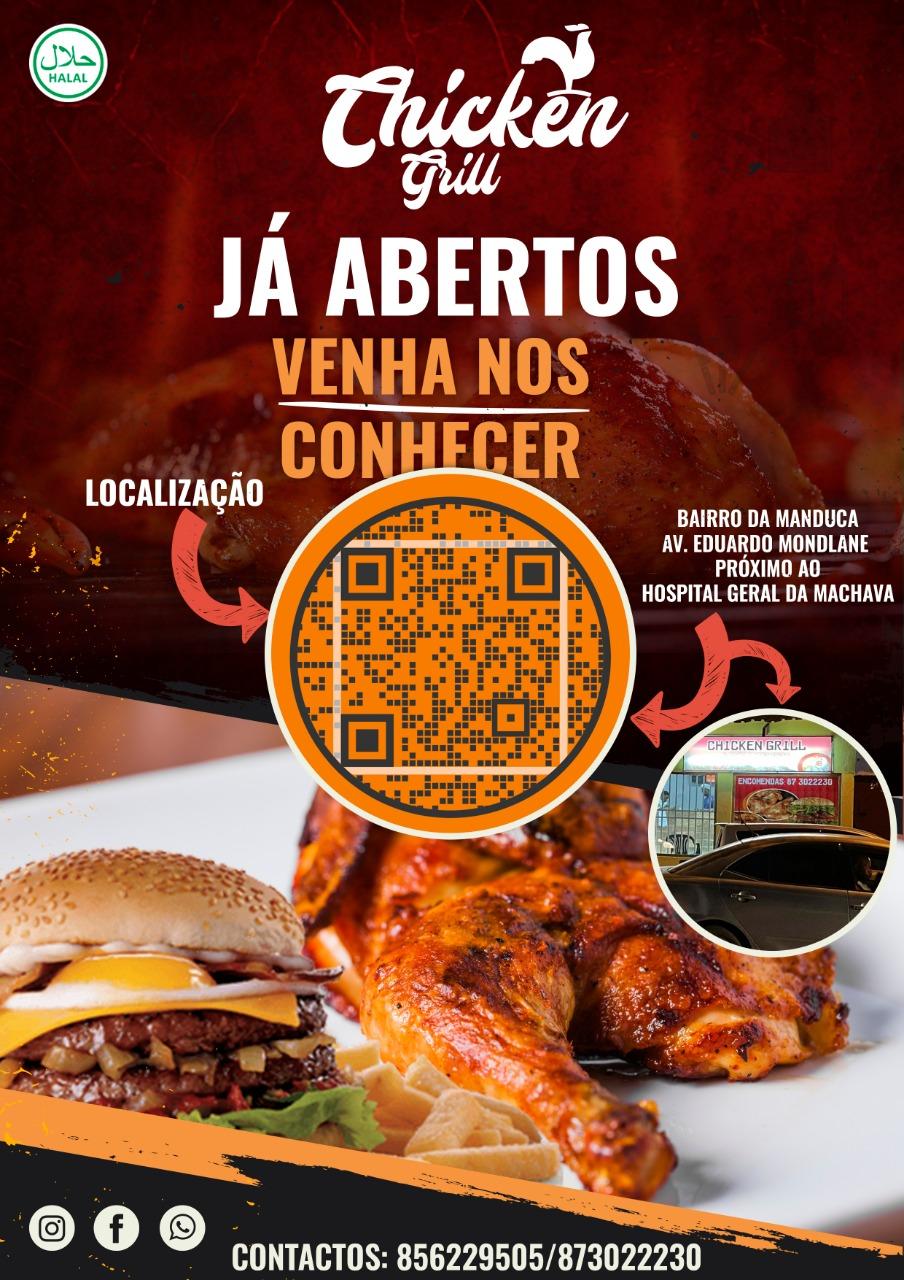 حلال
HALAL
Chicken
Grill
JÁ ABERTOS
VENHA NOS
CONHECER
LOCALIZAÇÃO
BAIRRO DA MANDUCA
AV. EDUARDO MONDLANE
PRÓXIMO AO
HOSPITAL GERAL DA MACHAVA
CHICKEN GRILL
ENCOMENDAS 87 3022230
CONTACTOS: 856229505/873022230